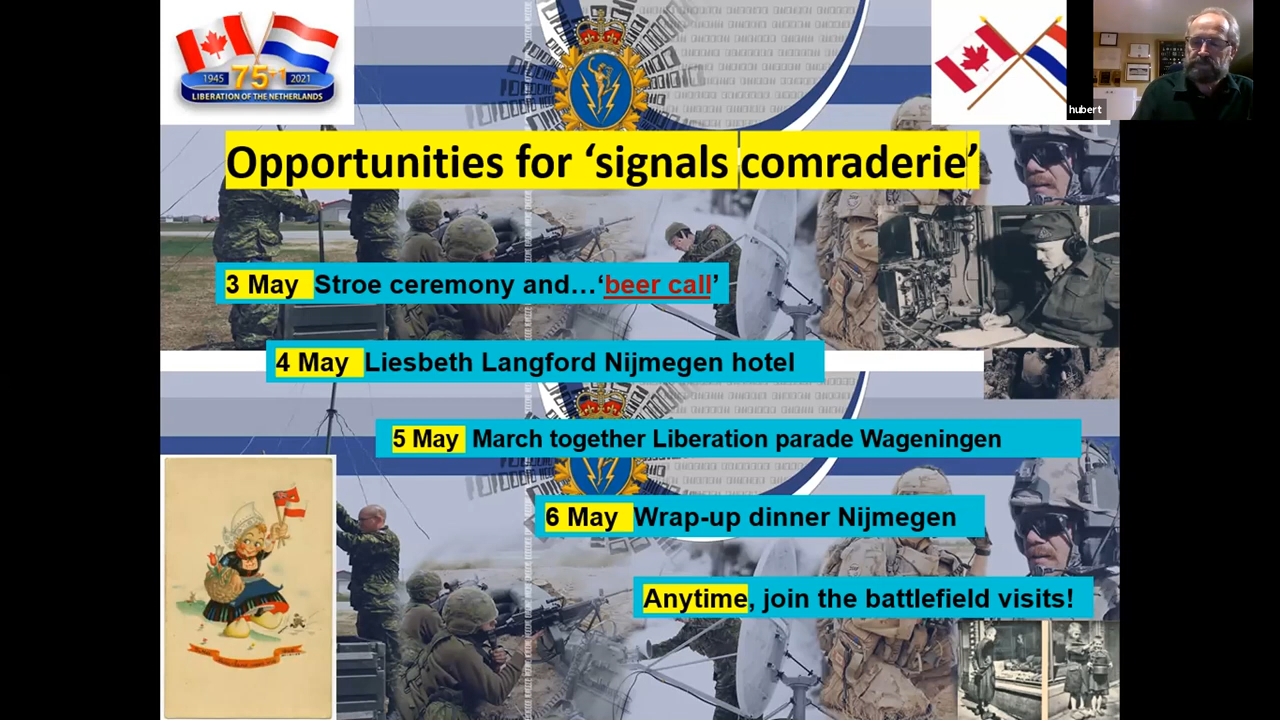 1945 75+1 2021
LIBERATION OF THE NETHERLANDS
hubert
Opportunities for ‘signals comraderie’
3 May Stroe ceremony and…‘beer call’
4 May Liesbeth Langford Nijmegen hotel
5 May March together Liberation parade Wageningen
6 May Wrap-up dinner Nijmegen
Anytime, join the battlefield visits!